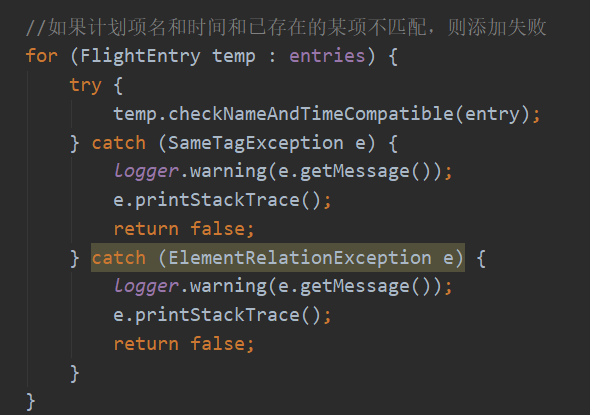 //如果计划项名和时间和已存在的某项不匹配，则添加失败
for (FlightEntry temp : entries) {
    try {
        temp.checkNameAndTimeCompatible(entry);
    } catch (SameTagException e) {
        logger.warning(e.getMessage());
        e.printStackTrace();
        return false;
    } catch (ElementRelationException e) {
        logger.warning(e.getMessage());
        e.printStackTrace();
        return false;
    }
}